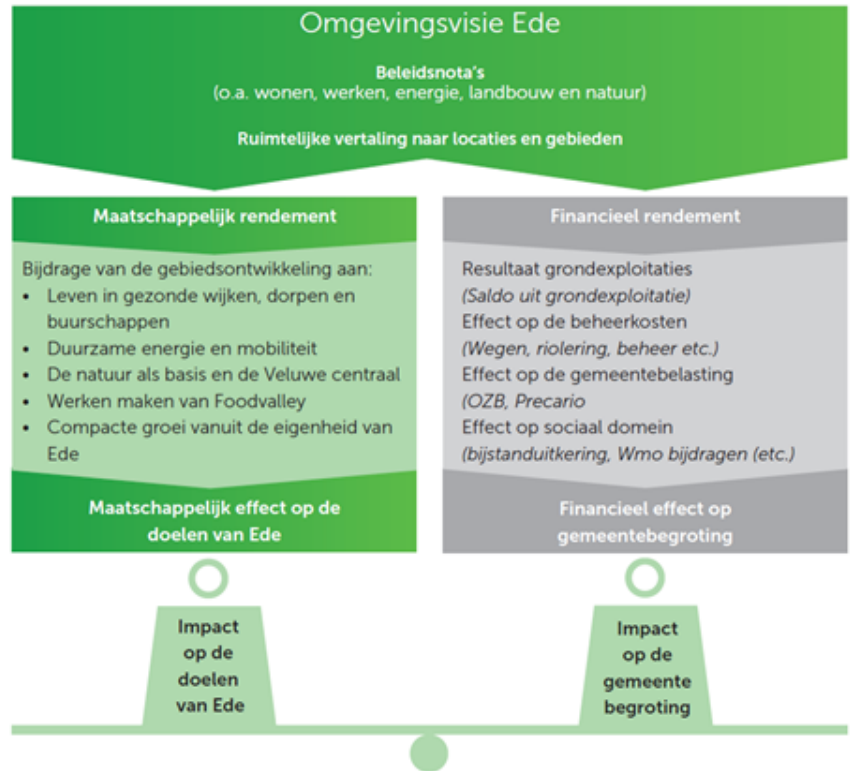 Omgevingsvisie Ede
Beleidsnota's
(o.a. wonen, werken, energie, landbouw en natuur)
Ruimtelijke vertaling naar locaties en gebieden
Maatschappelijk rendement
Bijdrage van de gebiedsontwikkeling aan:
• Leven in gezonde wijken, dorpen en
buurschappen
• Duurzame energie en mobiliteit
• De natuur als basis en de Veluwe centraal
• Werken maken van Foodvalley
• Compacte groei vanuit de eigenheid van
Ede
Maatschappelijk effect op de
doelen van Ede
Financieel rendement
Resultaat grondexploitaties
(Saldo uit grondexploitatie)
Effect op de beheerkosten
(Wegen, riolering, beheer etc.)
Effect op de gemeentebelasting
(OZB, Precario
Effect op sociaal domein
(bijstanduitkering, Wmo bijdragen (etc.)
Financieel effect op
gemeentebegroting
Impact
op de
doelen
van Ede
Impact
op de
gemeente
begroting